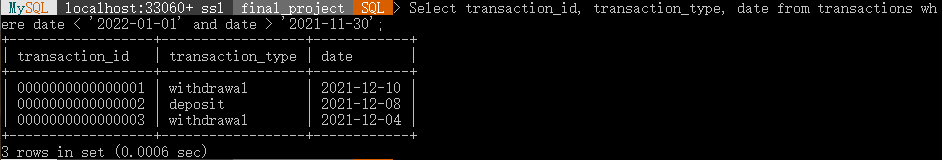 MySQL localhost:33060+ ssl final_project SQL > Select transaction_id, transaction_type, date from transactions wh
ere date < '2022-01-01' and date > '2021-11-30';
+------------------+------------------+------------+
| transaction_id | transaction_type | date |
+------------------+------------------+------------+
| 0000000000000001 | withdrawal | 2021-12-10 |
| 0000000000000002 | deposit | 2021-12-08 |
| 0000000000000003 | withdrawal | 2021-12-04 |
+------------------+------------------+------------+
3 rows in set (0.0006 sec)